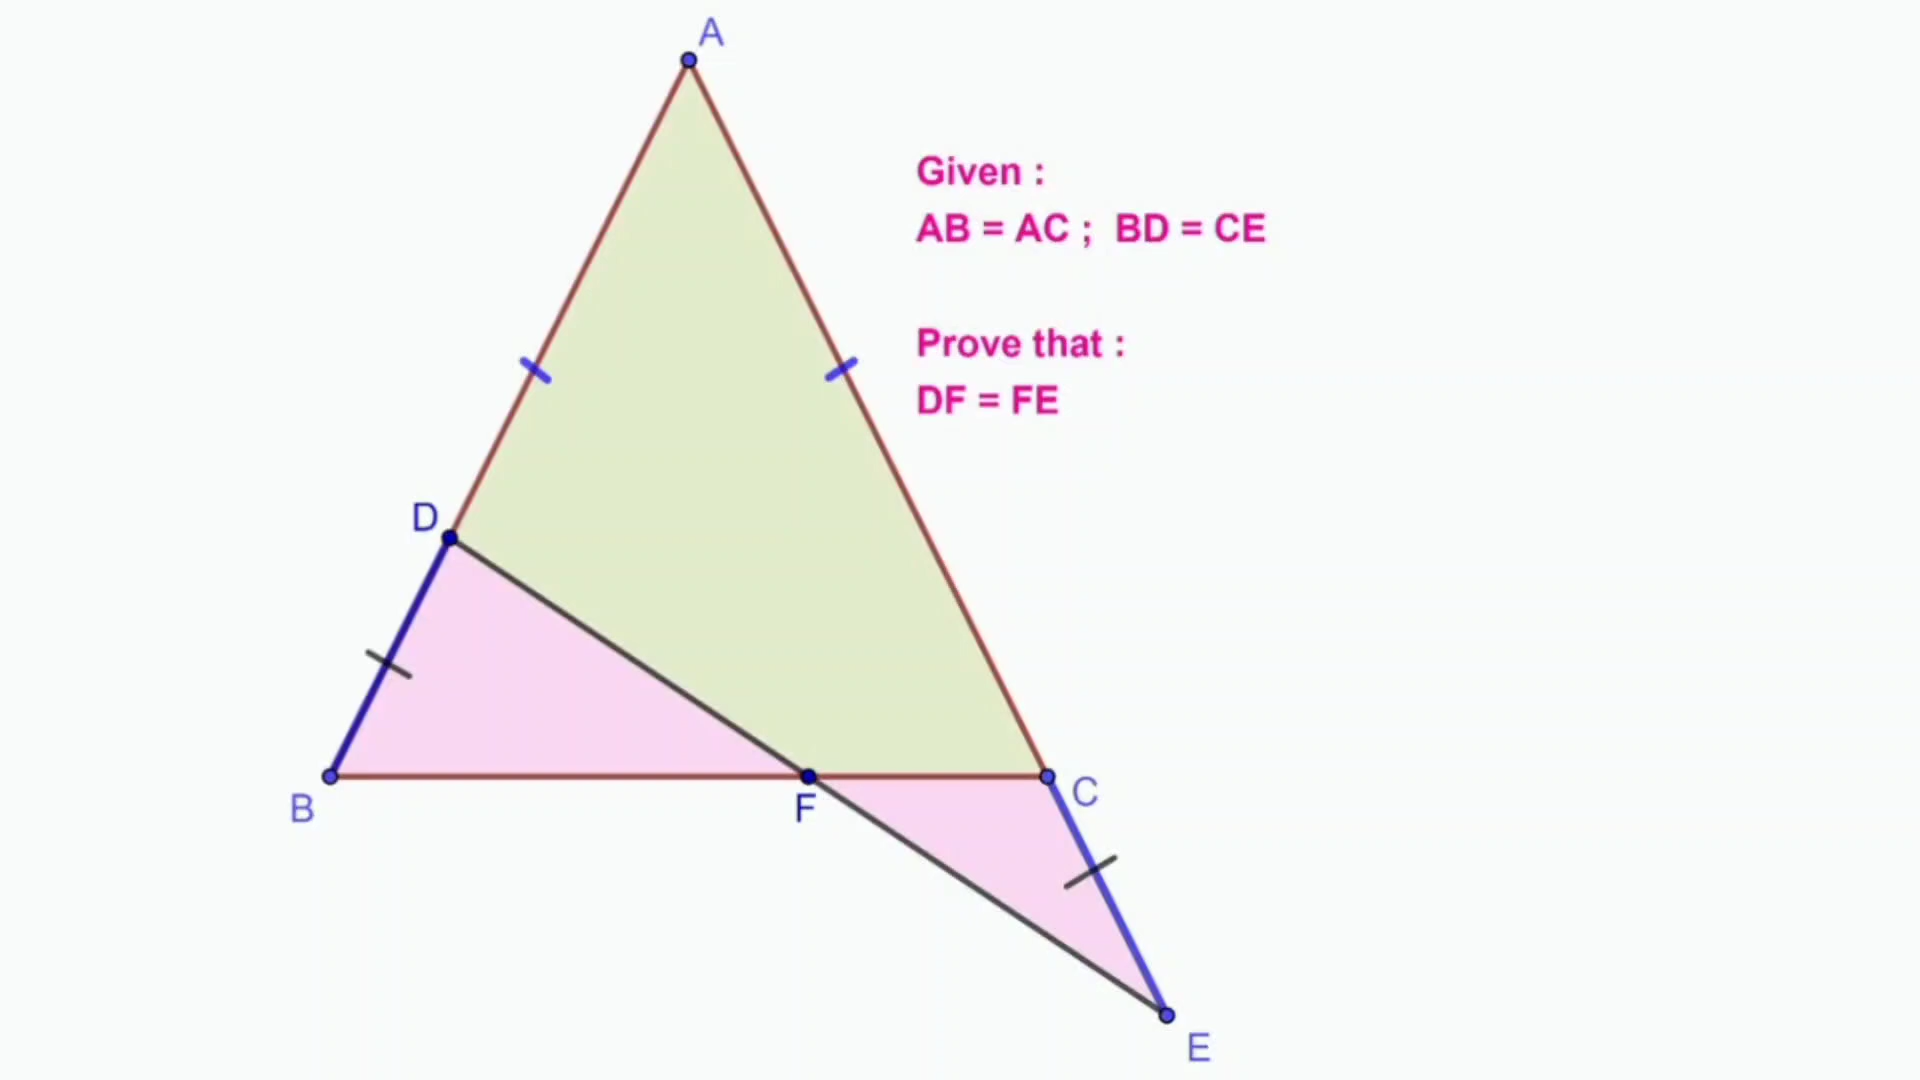 A
Given :
AB = AC ; BD = CE
Prove that :
DF = FE
D
B
F
C
E